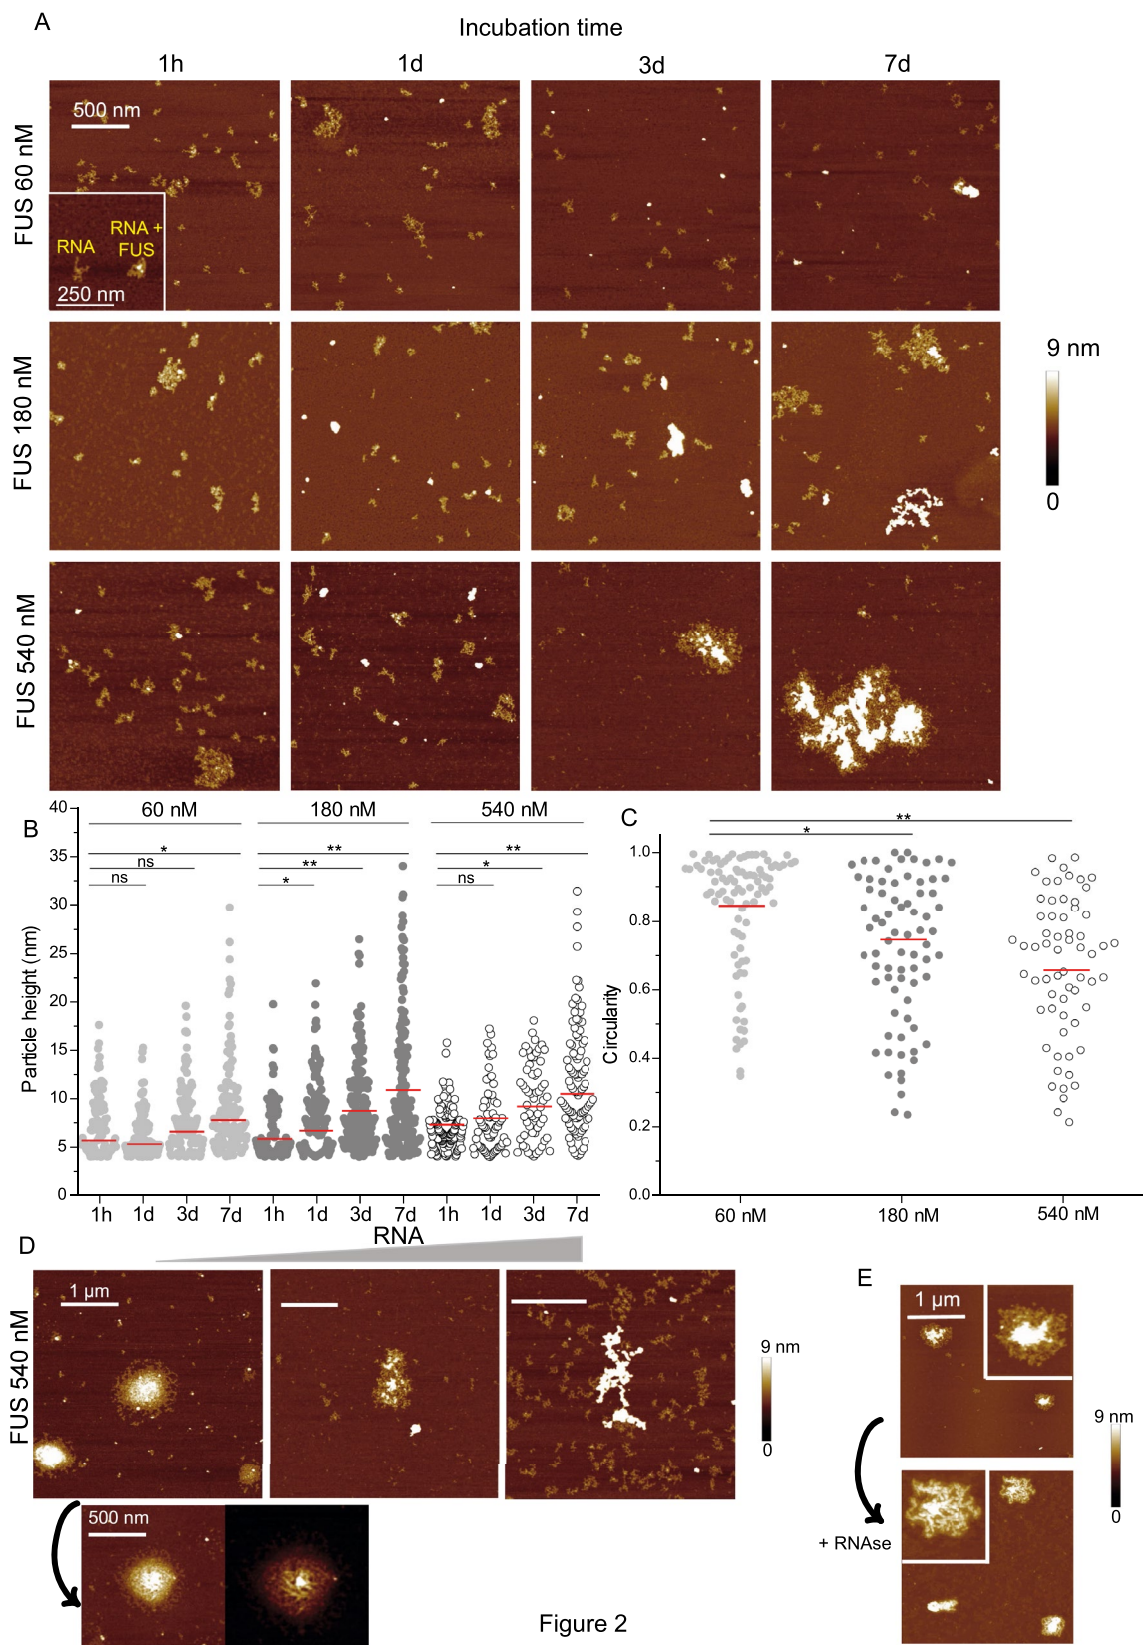 A
Incubation time
1h 1d 3d 7d
FUS 60 nM
500 nm
RNA
RNA +
FUS
250 nm
FUS 180 nM
9 nm
0
FUS 540 nM
B
60 nM 180 nM 540 nM
* ** **
ns ** *
ns * ns
Particle height (nm)
40
35
30
25
20
15
10
5
0
1h 1d 3d 7d 1h 1d 3d 7d 1h 1d 3d 7d
C
**
*
Circularity
1.0
0.8
0.6
0.4
0.2
0.0
60 nM 180 nM 540 nM
D
RNA
FUS 540 nM
1 µm
9 nm
0
500 nm
E
1 µm
9 nm
0
+ RNAse
Figure 2